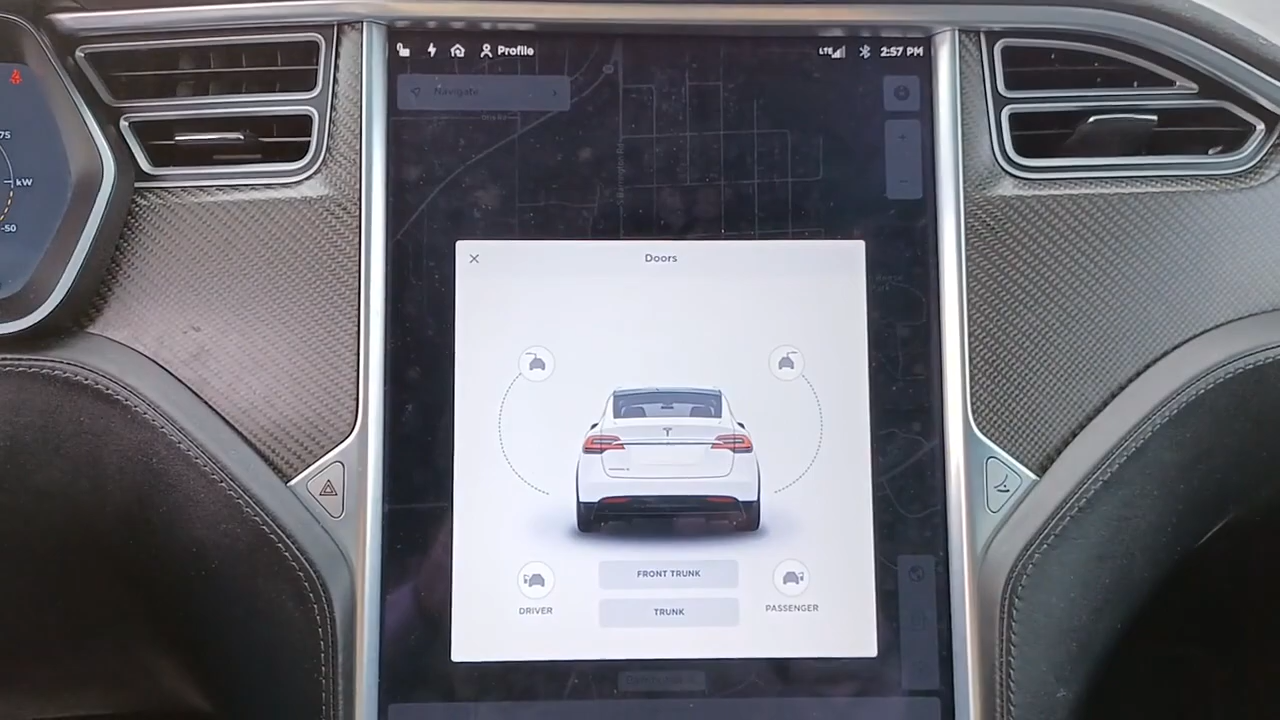 Profile
LTE
2:57 PM
Navigate
75
kW
-50
Doors
FRONT TRUNK
DRIVER
TRUNK
PASSENGER